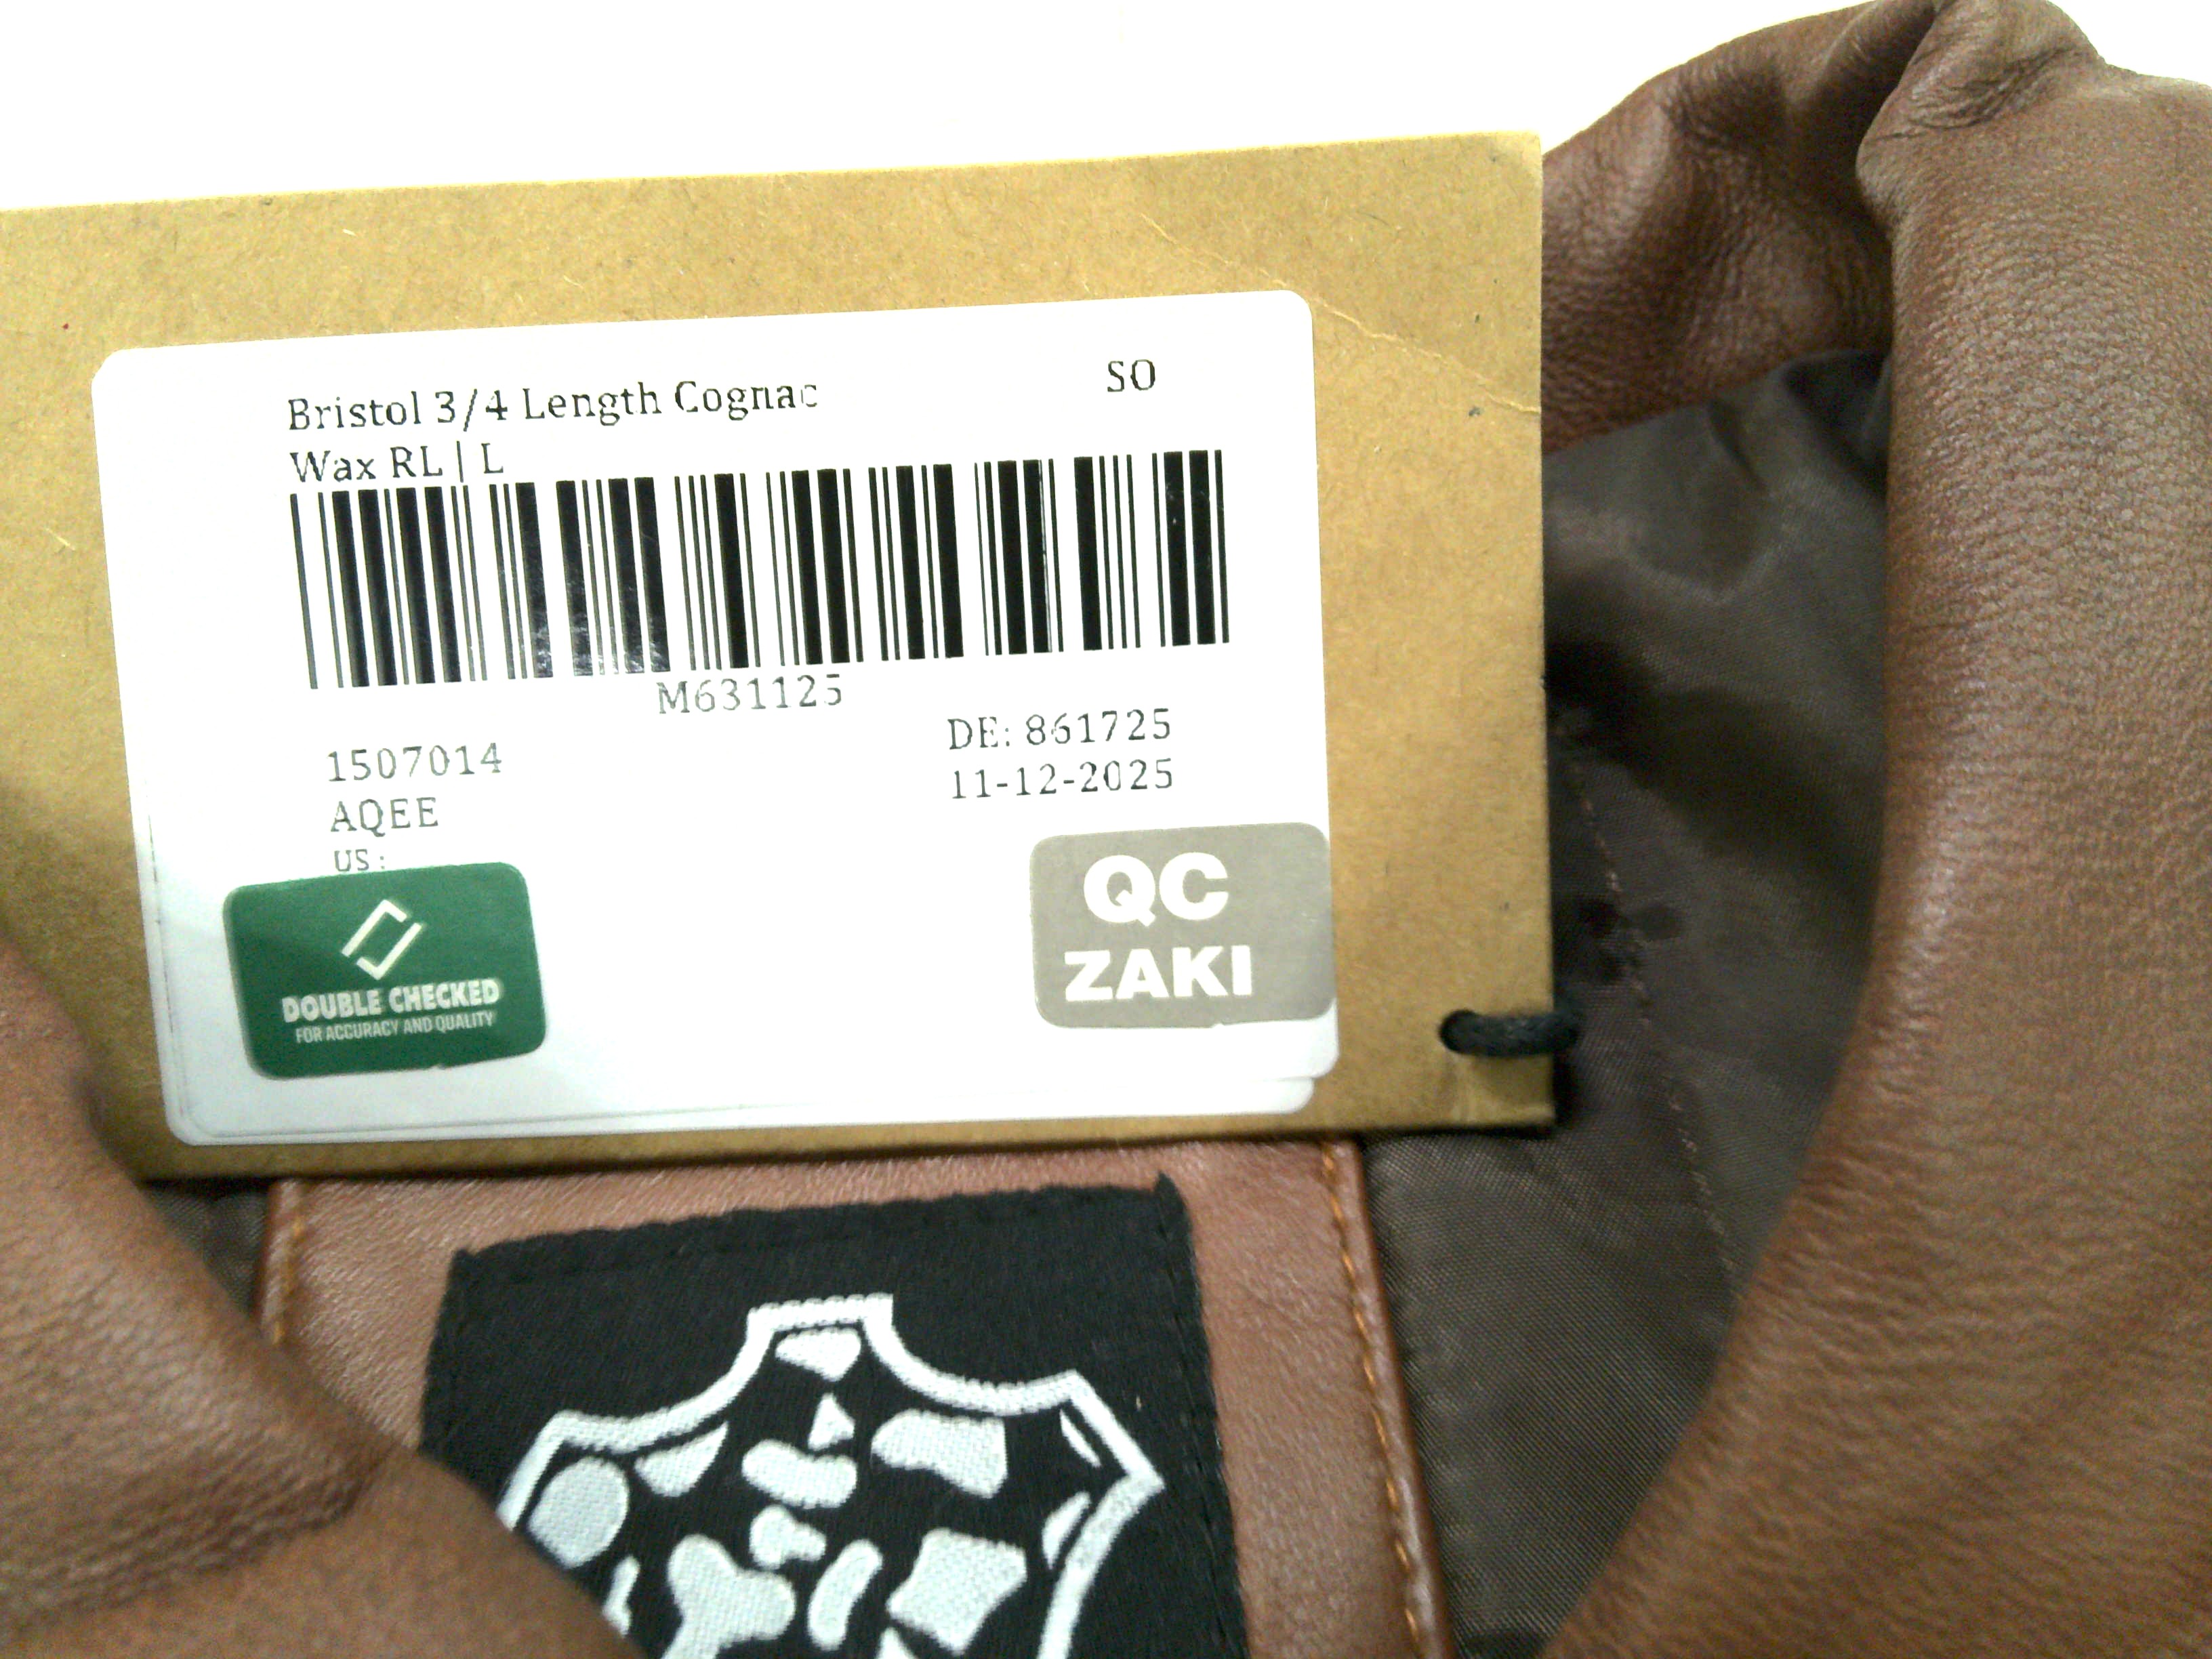 Bristol 3/4 Length Cognac
SO
Wax RL | L
M631125
1507014
DE: 861725
AQEE
11-12-2025
US:
DOUBLE CHECKED
FOR ACCURACY AND QUALITY
QC
ZAKI